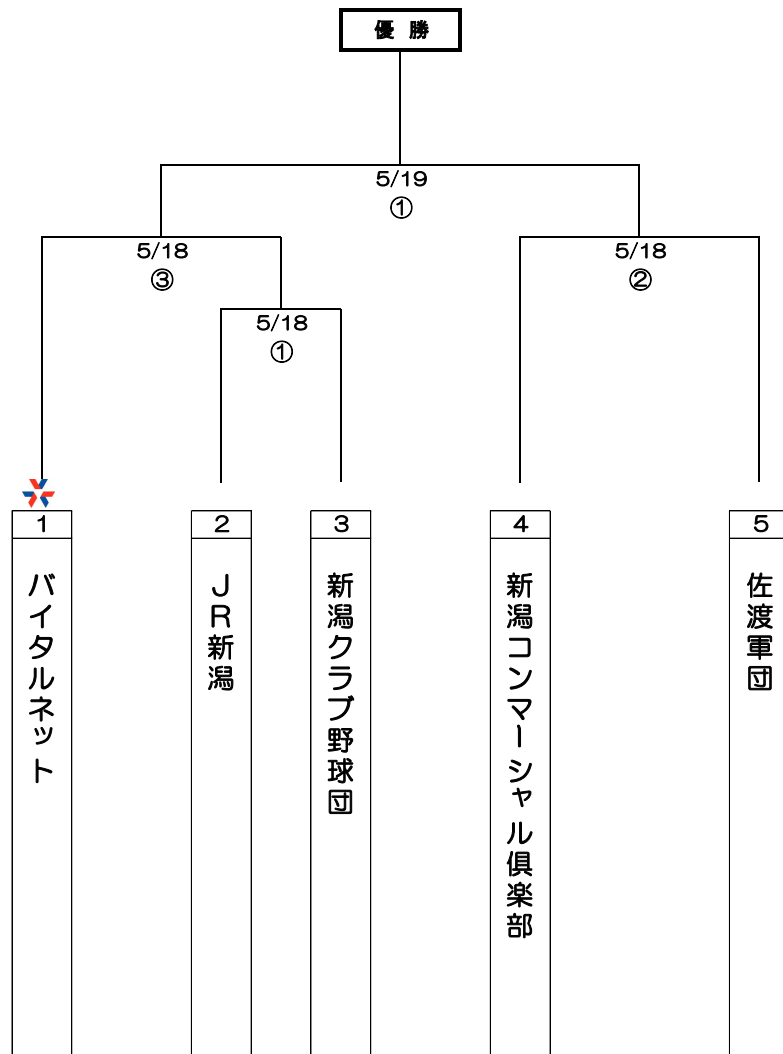 優 勝
5/19
①
5/18
③
5/18
②
5/18
①
1
2
3
4
5
バイタルネット
JR新潟
新潟クラブ野球団
新潟コンマーシャル倶楽部
佐渡軍団